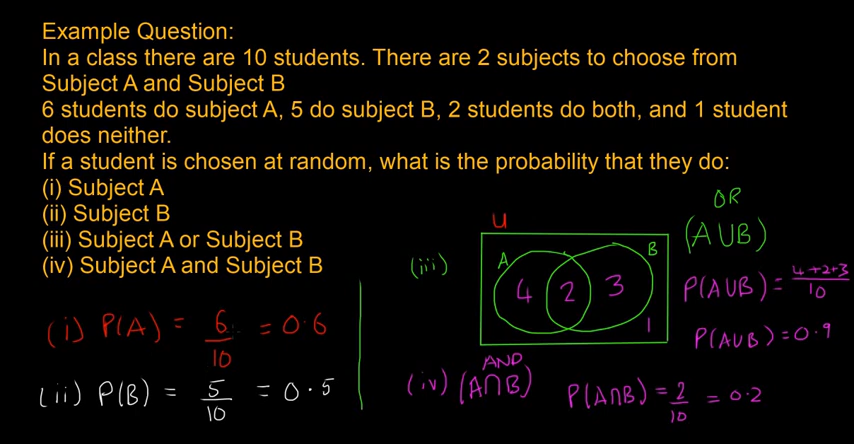 Example Question:
In a class there are 10 students. There are 2 subjects to choose from
Subject A and Subject B
6 students do subject A, 5 do subject B, 2 students do both, and 1 student
does neither.
If a student is chosen at random, what is the probability that they do:
(i) Subject A
(ii) Subject B
(iii) Subject A or Subject B
(iv) Subject A and Subject B
(i) P(A) = 6/10 = 0.6
(ii) P(B) = 5/10 = 0.5
(iii)
U
A
B
4
2
3
1
OR
(A∪B)
P(A∪B) = 4+2+3/10
P(A∪B) = 0.9
AND
(iv) (A∩B) P(A∩B) = 2/10 = 0.2